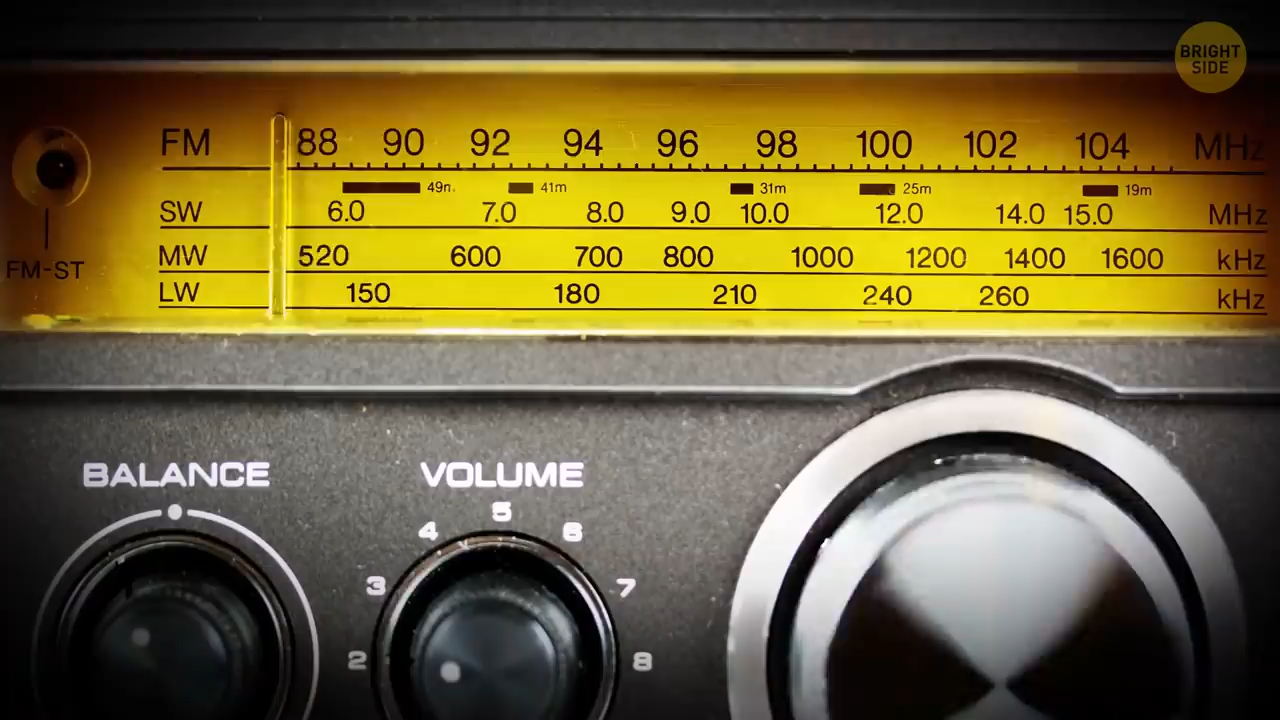 BRIGHT
SIDE
FM 88 90 92 94 96 98 100 102 104 MHz
49m 41m 31m 25m 19m
SW 6.0 7.0 8.0 9.0 10.0 12.0 14.0 15.0 MHz
MW 520 600 700 800 1000 1200 1400 1600 kHz
FM-ST
LW 150 180 210 240 260 kHz
BALANCE
VOLUME
2 3 4 5 6 7 8